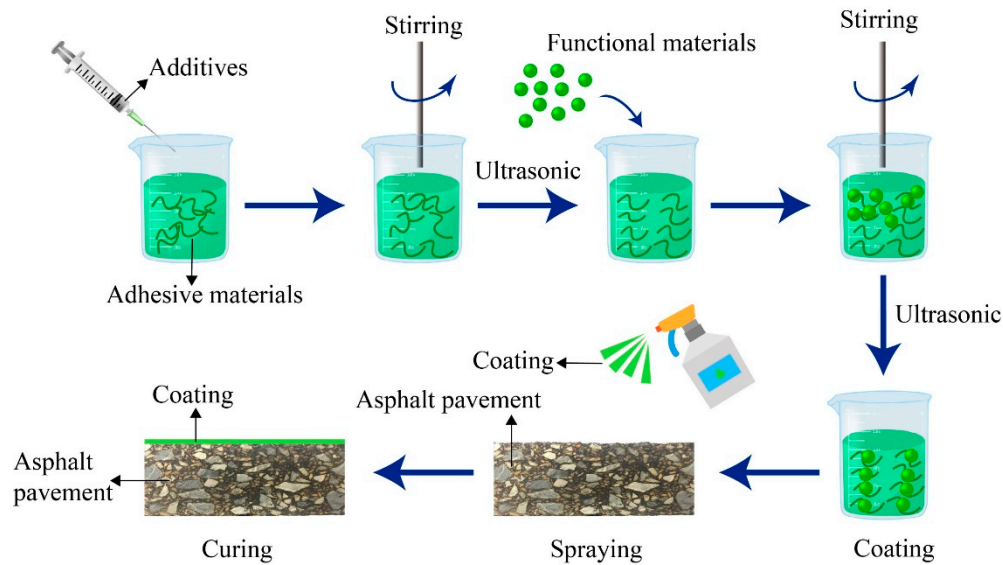 Stirring
Stirring
Functional materials
Additives
Ultrasonic
Adhesive materials
Ultrasonic
Coating
Coating
Asphalt pavement
Asphalt
pavement
Curing
Spraying
Coating